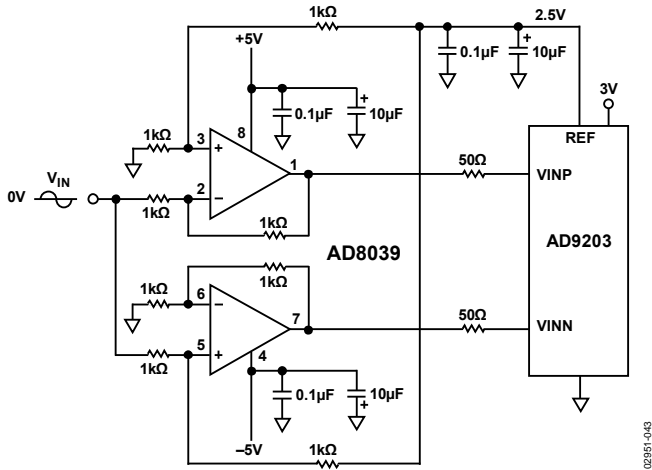 1kΩ
2.5V
+5V
0.1µF
+
10µF
3V
0.1µF
+
10µF
REF
1kΩ
3
8
+
1
50Ω
VINP
0V
VIN
2
−
1kΩ
1kΩ
AD8039
AD9203
1kΩ
1kΩ
6
−
7
50Ω
VINN
5
+
4
1kΩ
0.1µF
10µF
+
−5V
1kΩ
02951-043